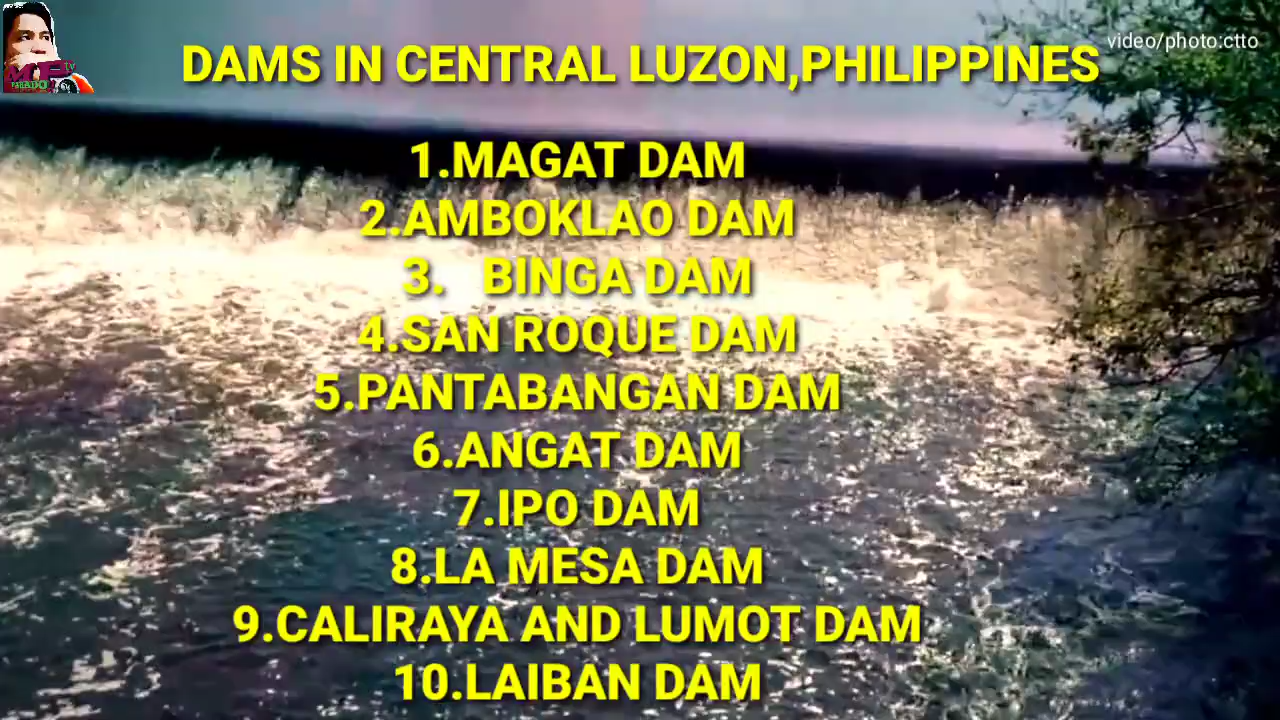 video/photo:ctto
DAMS IN CENTRAL LUZON,PHILIPPINES
1.MAGAT DAM
2.AMBOKLAO DAM
3. BINGA DAM
4.SAN ROQUE DAM
5.PANTABANGAN DAM
6.ANGAT DAM
7.IPO DAM
8.LA MESA DAM
9.CALIRAYA AND LUMOT DAM
10.LAIBAN DAM